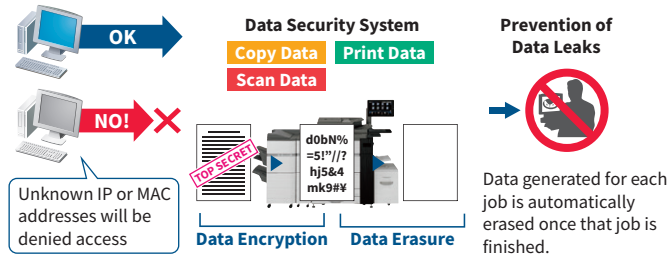 OK
NO!
Unknown IP or MAC
addresses will be
denied access
Data Security System
Copy Data
Print Data
Scan Data
TOP SECRET
d0bN%
=5!”//?
hj5&4
mk9#¥
Data Encryption
Data Erasure
Prevention of
Data Leaks
Data generated for each
job is automatically
erased once that job is
finished.